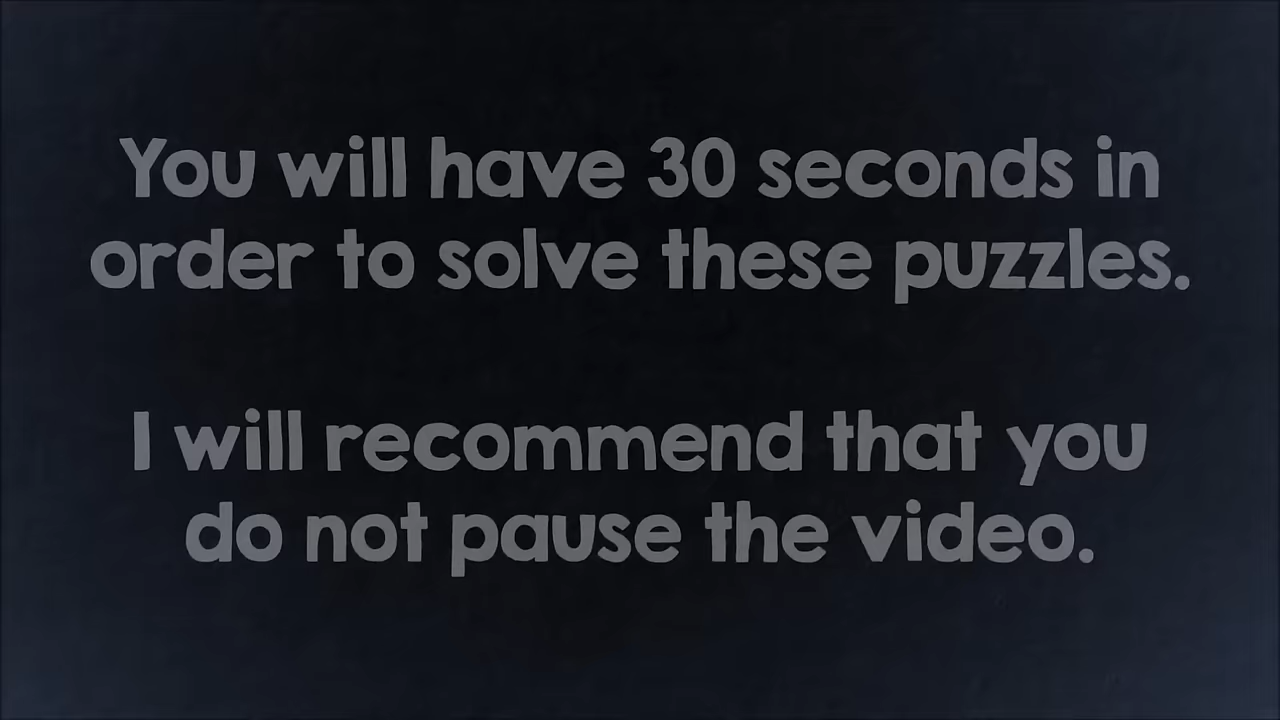 You will have 30 seconds in
order to solve these puzzles.
I will recommend that you
do not pause the video.